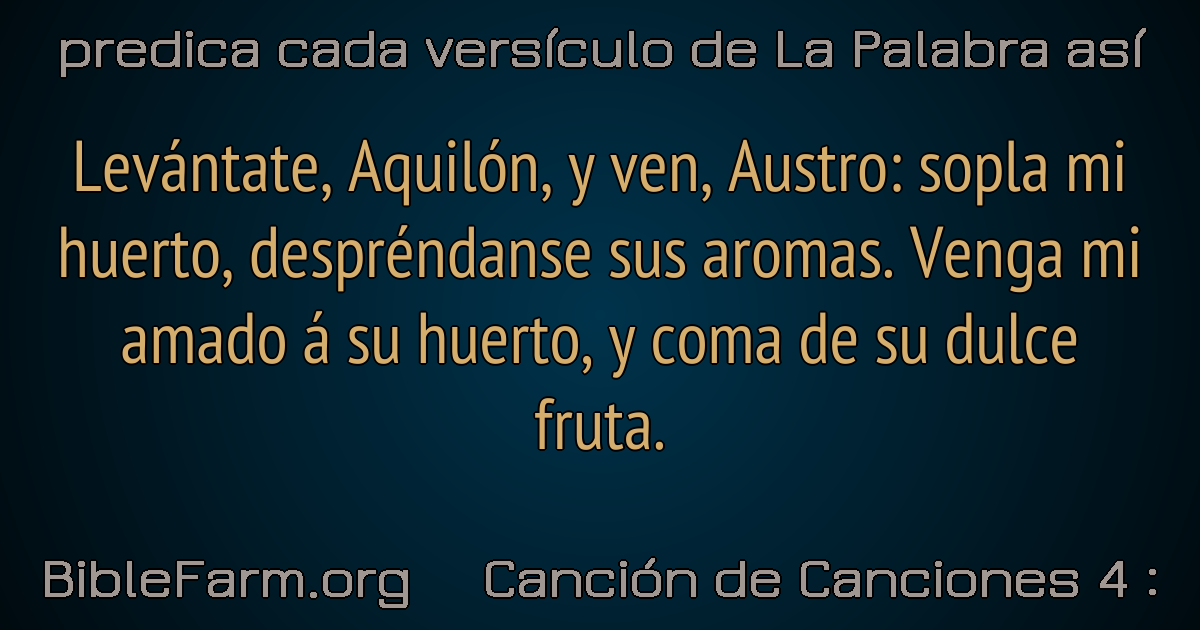 predica cada versículo de La Palabra así
Levántate, Aquilón, y ven, Austro: sopla mi
huerto, despréndanse sus aromas. Venga mi
amado á su huerto, y coma de su dulce
fruta.
BibleFarm.org Canción de Canciones 4 :